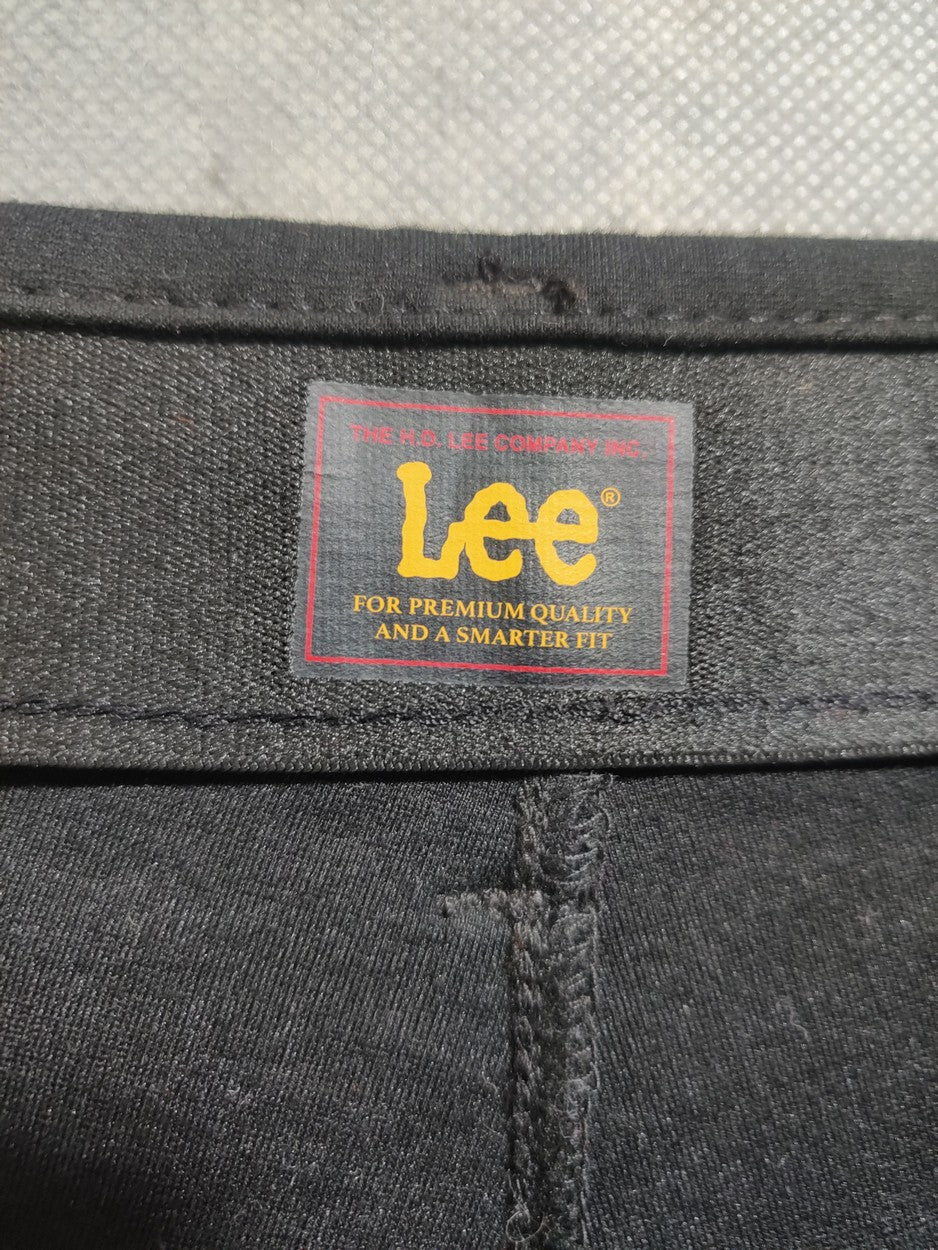 THE H.D. LEE COMPANY INC.
Lee®
FOR PREMIUM QUALITY
AND A SMARTER FIT